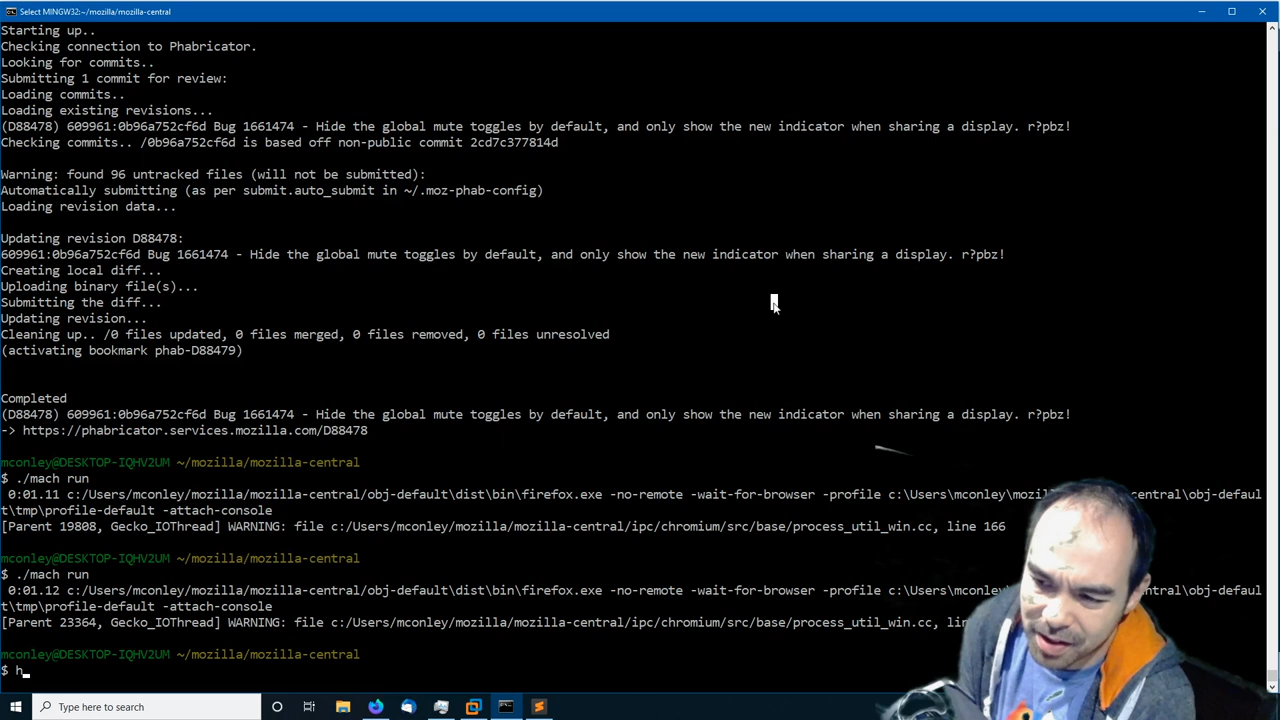 Select MINGW32:~/mozilla/mozilla-central
Starting up..
Checking connection to Phabricator.
Looking for commits..
Submitting 1 commit for review:
Loading commits..
Loading existing revisions...
(D88478) 609961:0b96a752cf6d Bug 1661474 - Hide the global mute toggles by default, and only show the new indicator when sharing a display. r?pbz!
Checking commits.. /0b96a752cf6d is based off non-public commit 2cd7c377814d
Warning: found 96 untracked files (will not be submitted):
Automatically submitting (as per submit.auto_submit in ~/.moz-phab-config)
Loading revision data...
Updating revision D88478:
609961:0b96a752cf6d Bug 1661474 - Hide the global mute toggles by default, and only show the new indicator when sharing a display. r?pbz!
Creating local diff...
Uploading binary file(s)...
Submitting the diff...
Updating revision...
Cleaning up.. /0 files updated, 0 files merged, 0 files removed, 0 files unresolved
(activating bookmark phab-D88479)
Completed
(D88478) 609961:0b96a752cf6d Bug 1661474 - Hide the global mute toggles by default, and only show the new indicator when sharing a display. r?pbz!
-> https://phabricator.services.mozilla.com/D88478
mconley@DESKTOP-IQHV2UM ~/mozilla/mozilla-central
$ ./mach run
0:01.11 c:/Users/mconley/mozilla/mozilla-central/obj-default\dist\bin\firefox.exe -no-remote -wait-for-browser -profile c:\Users\mconley\mozil a-central\obj-defaul
t\tmp\profile-default -attach-console
[Parent 19808, Gecko_IOThread] WARNING: file c:/Users/mconley/mozilla/mozilla-central/ipc/chromium/src/base/process_util_win.cc, line 166
mconley@DESKTOP-IQHV2UM ~/mozilla/mozilla-central
$ ./mach run
0:01.12 c:/Users/mconley/mozilla/mozilla-central/obj-default\dist\bin\firefox.exe -no-remote -wait-for-browser -profile c:\Users\mconley\ entral\obj-defaul
t\tmp\profile-default -attach-console
[Parent 23364, Gecko_IOThread] WARNING: file c:/Users/mconley/mozilla/mozilla-central/ipc/chromium/src/base/process_util_win.cc, lin
mconley@DESKTOP-IQHV2UM ~/mozilla/mozilla-central
$ h
Type here to search